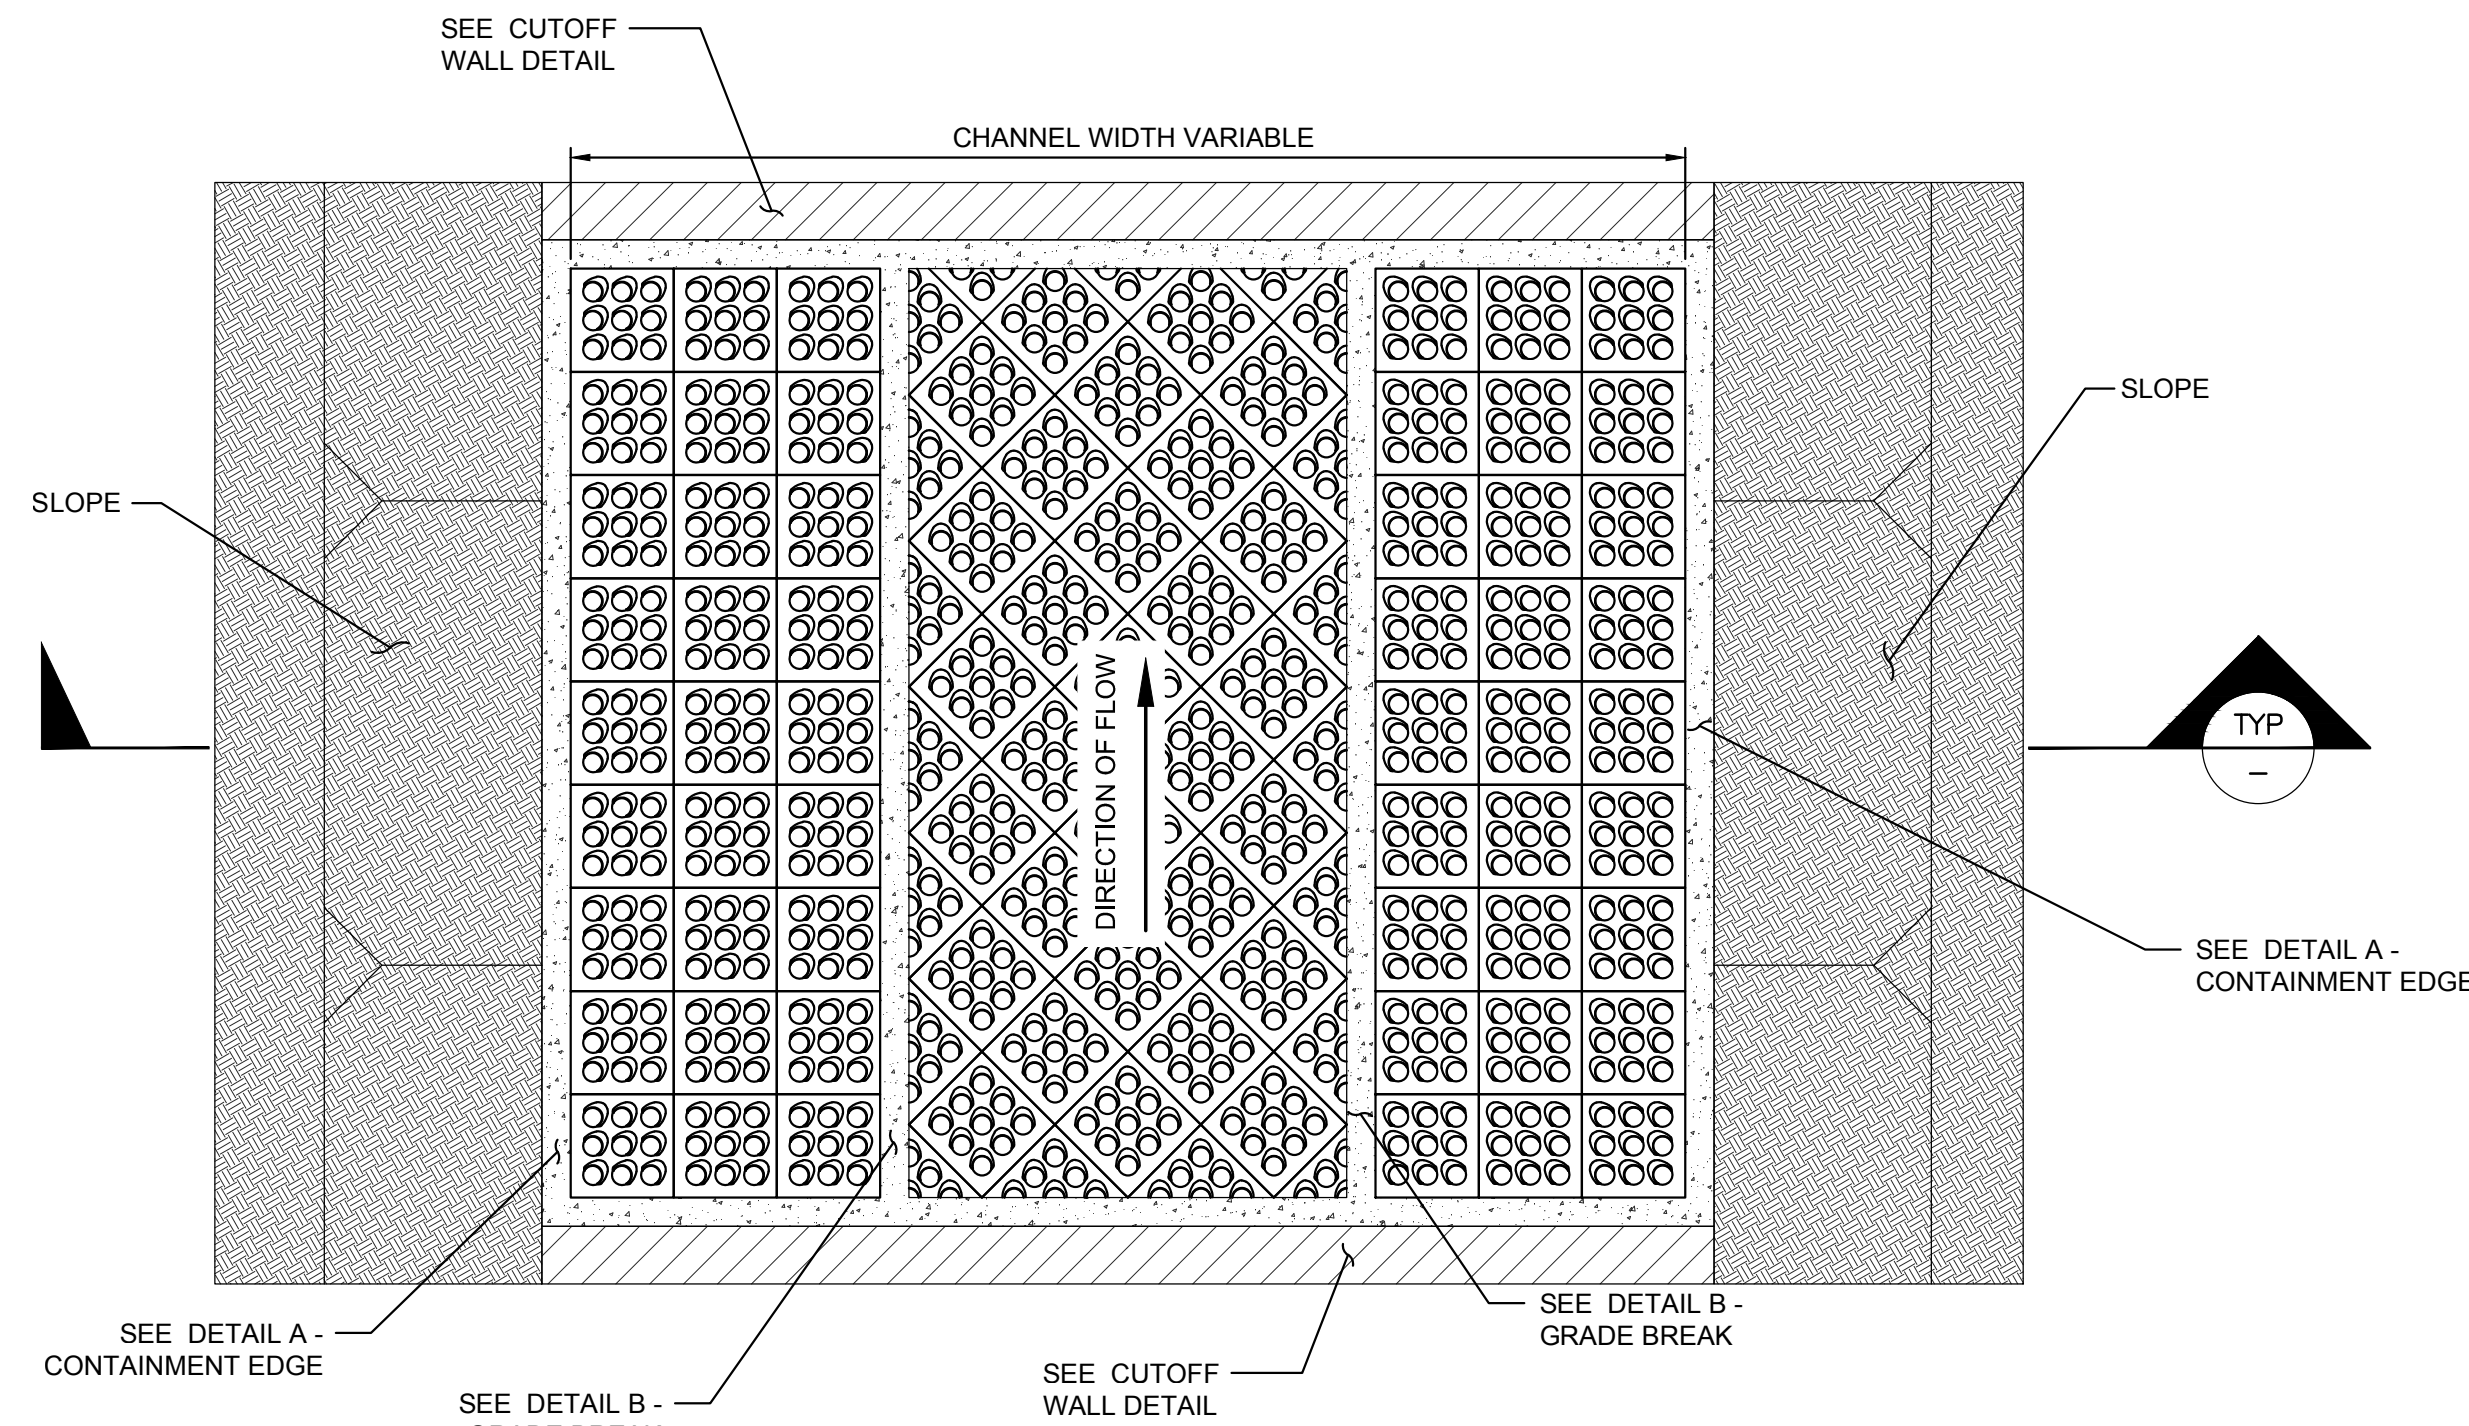 SEE CUTOFF
WALL DETAIL
CHANNEL WIDTH VARIABLE
SLOPE
SLOPE
DIRECTION OF FLOW
TYP
-
SEE DETAIL A -
CONTAINMENT EDGE
SEE DETAIL B -
GRADE BREAK
SEE DETAIL A -
CONTAINMENT EDGE
SEE CUTOFF
WALL DETAIL
SEE DETAIL B -